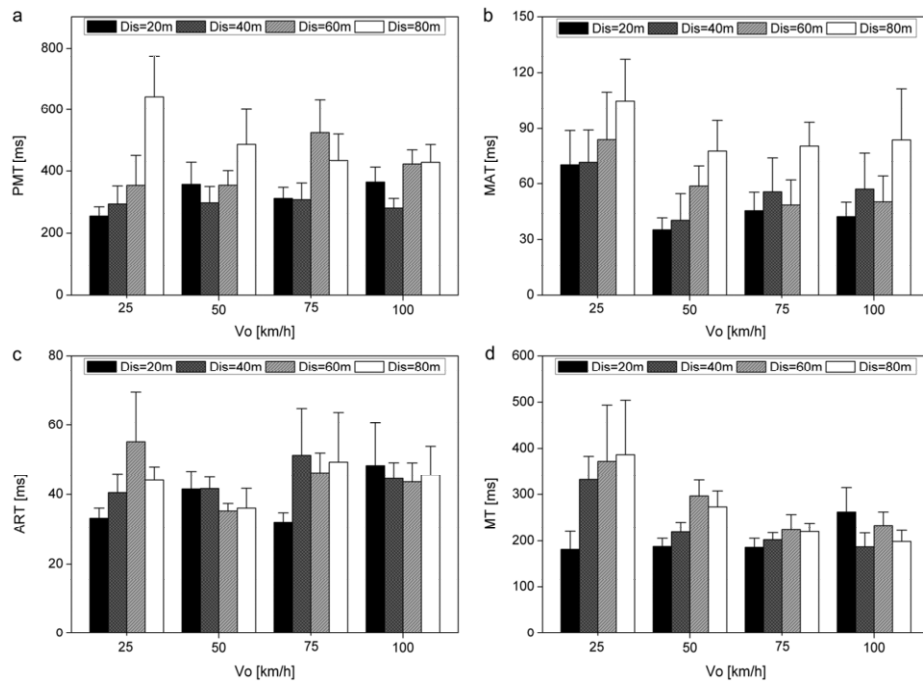 a
Dis=20m Dis=40m Dis=60m Dis=80m
800
600
400
200
0
PMT [ms]
25 50 75 100
Vo [km/h]
b
Dis=20m Dis=40m Dis=60m Dis=80m
150
120
90
60
30
0
MAT [ms]
25 50 75 100
Vo [km/h]
c
Dis=20m Dis=40m Dis=60m Dis=80m
80
60
40
20
0
ART [ms]
25 50 75 100
Vo [km/h]
d
Dis=20m Dis=40m Dis=60m Dis=80m
600
500
400
300
200
100
0
MT [ms]
25 50 75 100
Vo [km/h]